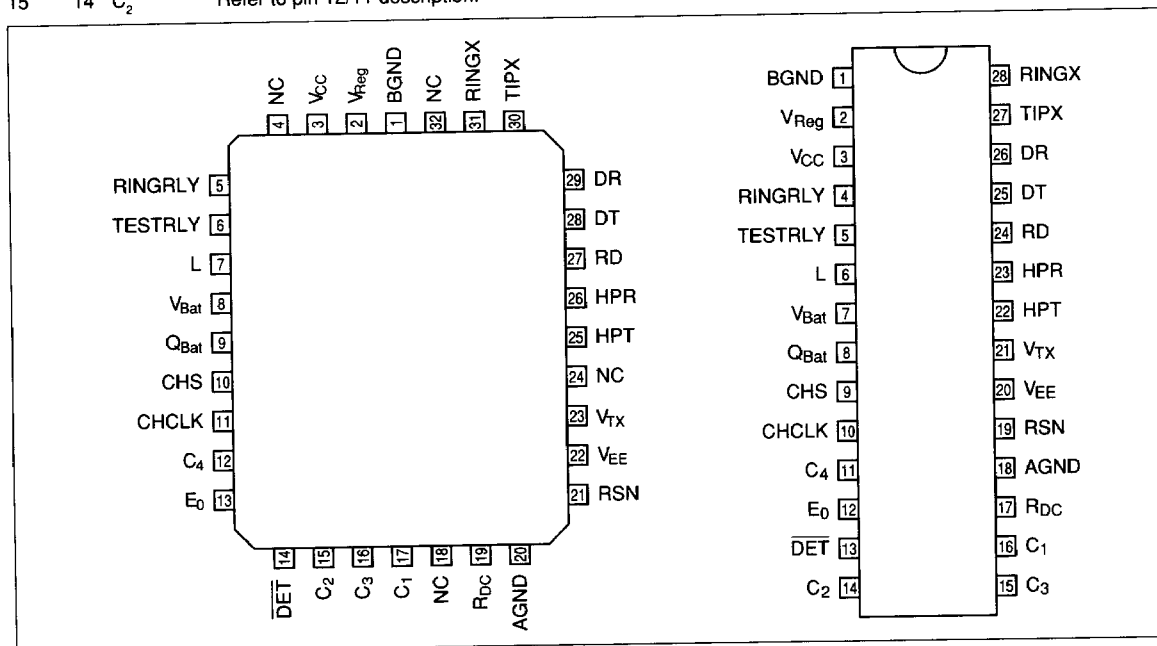 15 14 C₂ Refer to pin 12/11 description.
NC VCC VReg BGND NC RINGX TIPX
4 3 2 1 32 31 30
RINGRLY 5
TESTRLY 6
L 7
VBat 8
QBat 9
CHS 10
CHCLK 11
C4 12
E0 13
29 DR
28 DT
27 RD
26 HPR
25 HPT
24 NC
23 VTX
22 VEE
21 RSN
14 15 16 17 18 19 20
DET C2 C3 C1 NC RDC AGND
BGND 1
VReg 2
VCC 3
RINGRLY 4
TESTRLY 5
L 6
VBat 7
QBat 8
CHS 9
CHCLK 10
C4 11
E0 12
DET 13
C2 14
28 RINGX
27 TIPX
26 DR
25 DT
24 RD
23 HPR
22 HPT
21 VTX
20 VEE
19 RSN
18 AGND
17 RDC
16 C1
15 C3